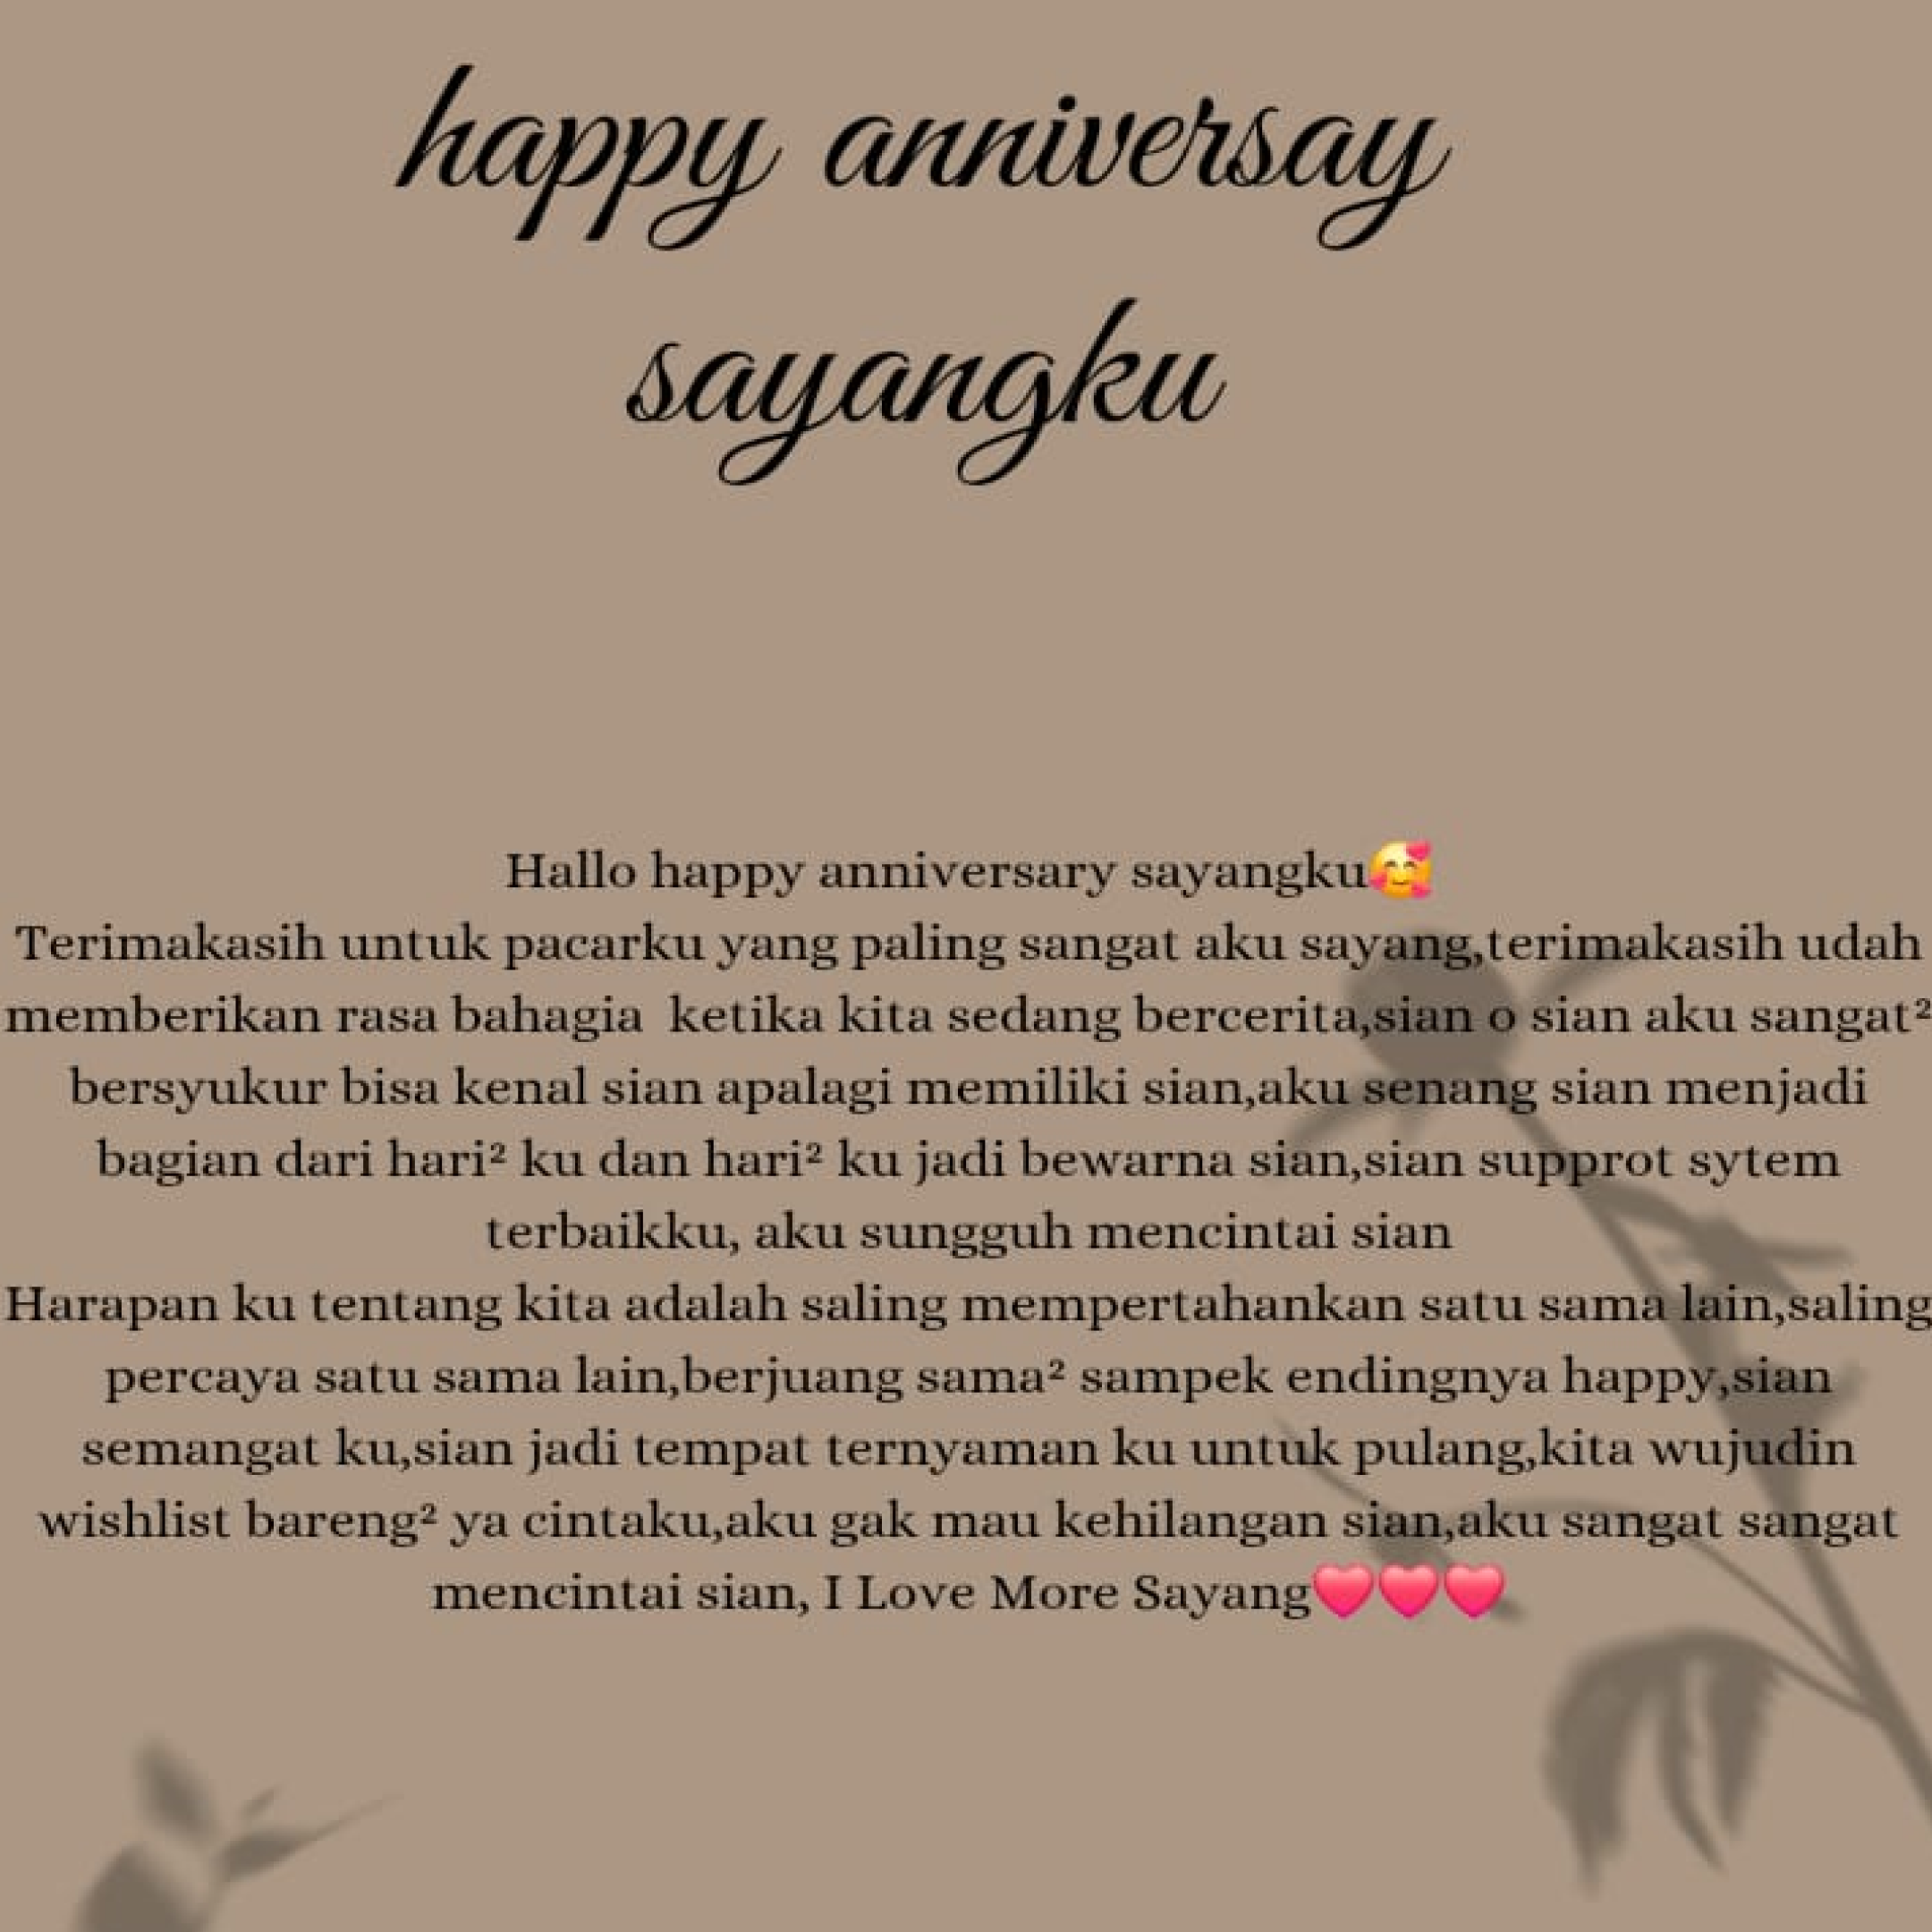 happy anniversay
sayangku
Hallo happy anniversary sayangku🥰
Terimakasih untuk pacarku yang paling sangat aku sayang,terimakasih udah
memberikan rasa bahagia  ketika kita sedang bercerita,sian o sian aku sangat²
bersyukur bisa kenal sian apalagi memiliki sian,aku senang sian menjadi
bagian dari hari² ku dan hari² ku jadi bewarna sian,sian supprot sytem
terbaikku, aku sungguh mencintai sian
Harapan ku tentang kita adalah saling mempertahankan satu sama lain,saling
percaya satu sama lain,berjuang sama² sampek endingnya happy,sian
semangat ku,sian jadi tempat ternyaman ku untuk pulang,kita wujudin
wishlist bareng² ya cintaku,aku gak mau kehilangan sian,aku sangat sangat
mencintai sian, I Love More Sayang❤️❤️❤️